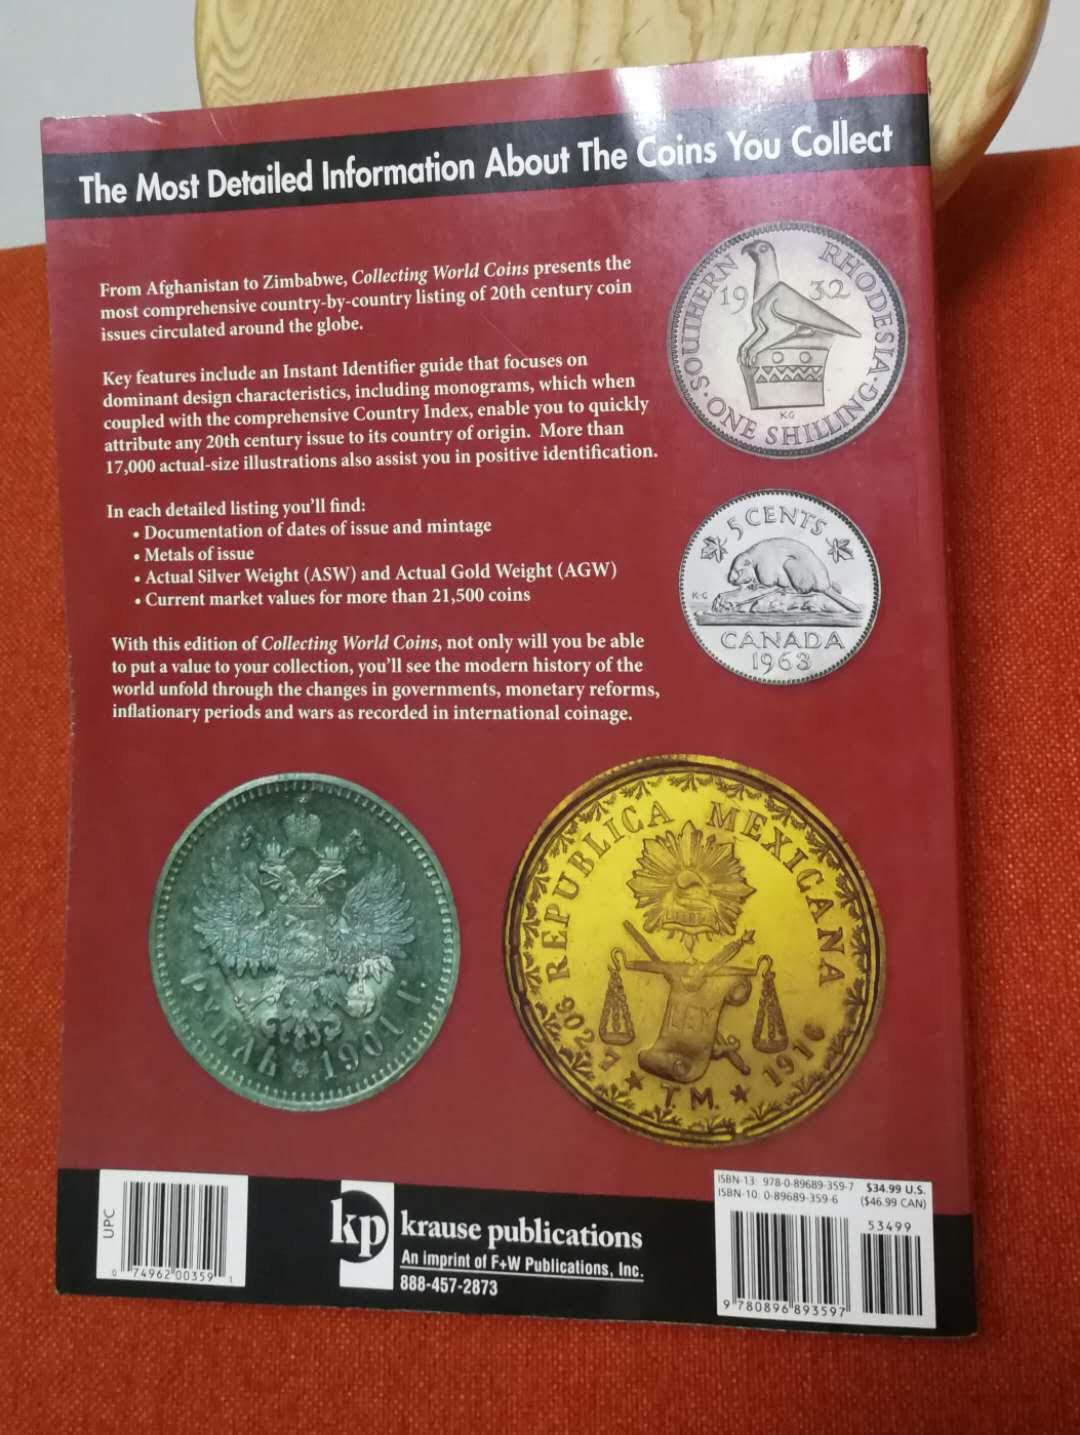 The Most Detailed Information About The Coins You Collect
From Afghanistan to Zimbabwe, Collecting World Coins presents the
most comprehensive country-by-country listing of 20th century coin
issues circulated around the globe.
Key features include an Instant Identifier guide that focuses on
dominant design characteristics, including monograms, which when
coupled with the comprehensive Country Index, enable you to quickly
attribute any 20th century issue to its country of origin. More than
17,000 actual-size illustrations also assist you in positive identification.
In each detailed listing you'll find:
• Documentation of dates of issue and mintage
• Metals of issue
• Actual Silver Weight (ASW) and Actual Gold Weight (AGW)
• Current market values for more than 21,500 coins
With this edition of Collecting World Coins, not only will you be able
to put a value to your collection, you'll see the modern history of the
world unfold through the changes in governments, monetary reforms,
inflationary periods and wars as recorded in international coinage.
SOUTHERN RHODESIA
1932
KG
·ONE SHILLING·
5 CENTS
K·G
CANADA
1963
РУБЛЬ 1901 Г.
REPUBLICA MEXICANA
LEY
902.7 ★ T.M. ★ 1916
UPC
0 74962 00359 1
kp krause publications
An imprint of F+W Publications, Inc.
888-457-2873
ISBN-13: 978-0-89689-359-7
ISBN-10: 0-89689-359-6
$34.99 U.S.
($46.99 CAN)
53499
9 780896 893597